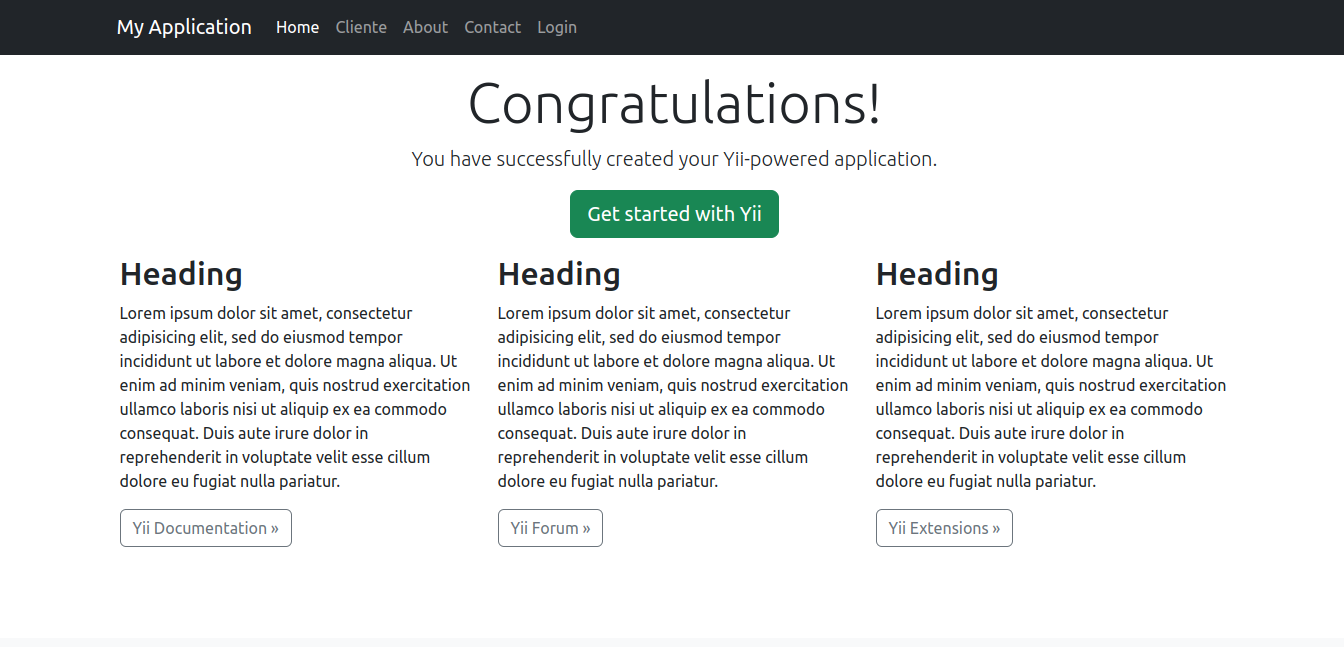 My Application Home Cliente About Contact Login
Congratulations!
You have successfully created your Yii-powered application.
Get started with Yii
Heading
Lorem ipsum dolor sit amet, consectetur
adipisicing elit, sed do eiusmod tempor
incididunt ut labore et dolore magna aliqua. Ut
enim ad minim veniam, quis nostrud exercitation
ullamco laboris nisi ut aliquip ex ea commodo
consequat. Duis aute irure dolor in
reprehenderit in voluptate velit esse cillum
dolore eu fugiat nulla pariatur.
Yii Documentation »
Heading
Lorem ipsum dolor sit amet, consectetur
adipisicing elit, sed do eiusmod tempor
incididunt ut labore et dolore magna aliqua. Ut
enim ad minim veniam, quis nostrud exercitation
ullamco laboris nisi ut aliquip ex ea commodo
consequat. Duis aute irure dolor in
reprehenderit in voluptate velit esse cillum
dolore eu fugiat nulla pariatur.
Yii Forum »
Heading
Lorem ipsum dolor sit amet, consectetur
adipisicing elit, sed do eiusmod tempor
incididunt ut labore et dolore magna aliqua. Ut
enim ad minim veniam, quis nostrud exercitation
ullamco laboris nisi ut aliquip ex ea commodo
consequat. Duis aute irure dolor in
reprehenderit in voluptate velit esse cillum
dolore eu fugiat nulla pariatur.
Yii Extensions »